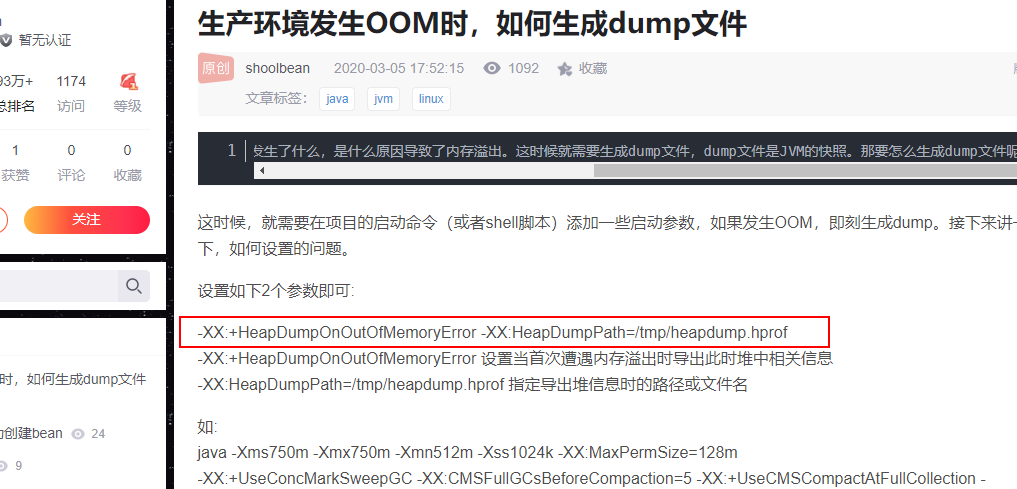 生产环境发生OOM时，如何生成dump文件
暂无认证
原创 shoolbean 2020-03-05 17:52:15 1092 收藏
93万+ 1174
总排名 访问 等级
文章标签： java jvm linux
1 0 0
获赞 评论 收藏
关注
1 发生了什么，是什么原因导致了内存溢出。这时候就需要生成dump文件，dump文件是JVM的快照。那要怎么生成dump文件呢
这时候，就需要在项目的启动命令（或者shell脚本）添加一些启动参数，如果发生OOM，即刻生成dump。接下来讲一
下，如何设置的问题。
设置如下2个参数即可:
-XX:+HeapDumpOnOutOfMemoryError -XX:HeapDumpPath=/tmp/heapdump.hprof
-XX:+HeapDumpOnOutOfMemoryError 设置当首次遭遇内存溢出时导出此时堆中相关信息
-XX:HeapDumpPath=/tmp/heapdump.hprof 指定导出堆信息时的路径或文件名
时，如何生成dump文件
创建bean 24
9
如:
java -Xms750m -Xmx750m -Xmn512m -Xss1024k -XX:MaxPermSize=128m
-XX:+UseConcMarkSweepGC -XX:CMSFullGCsBeforeCompaction=5 -XX:+UseCMSCompactAtFullCollection -